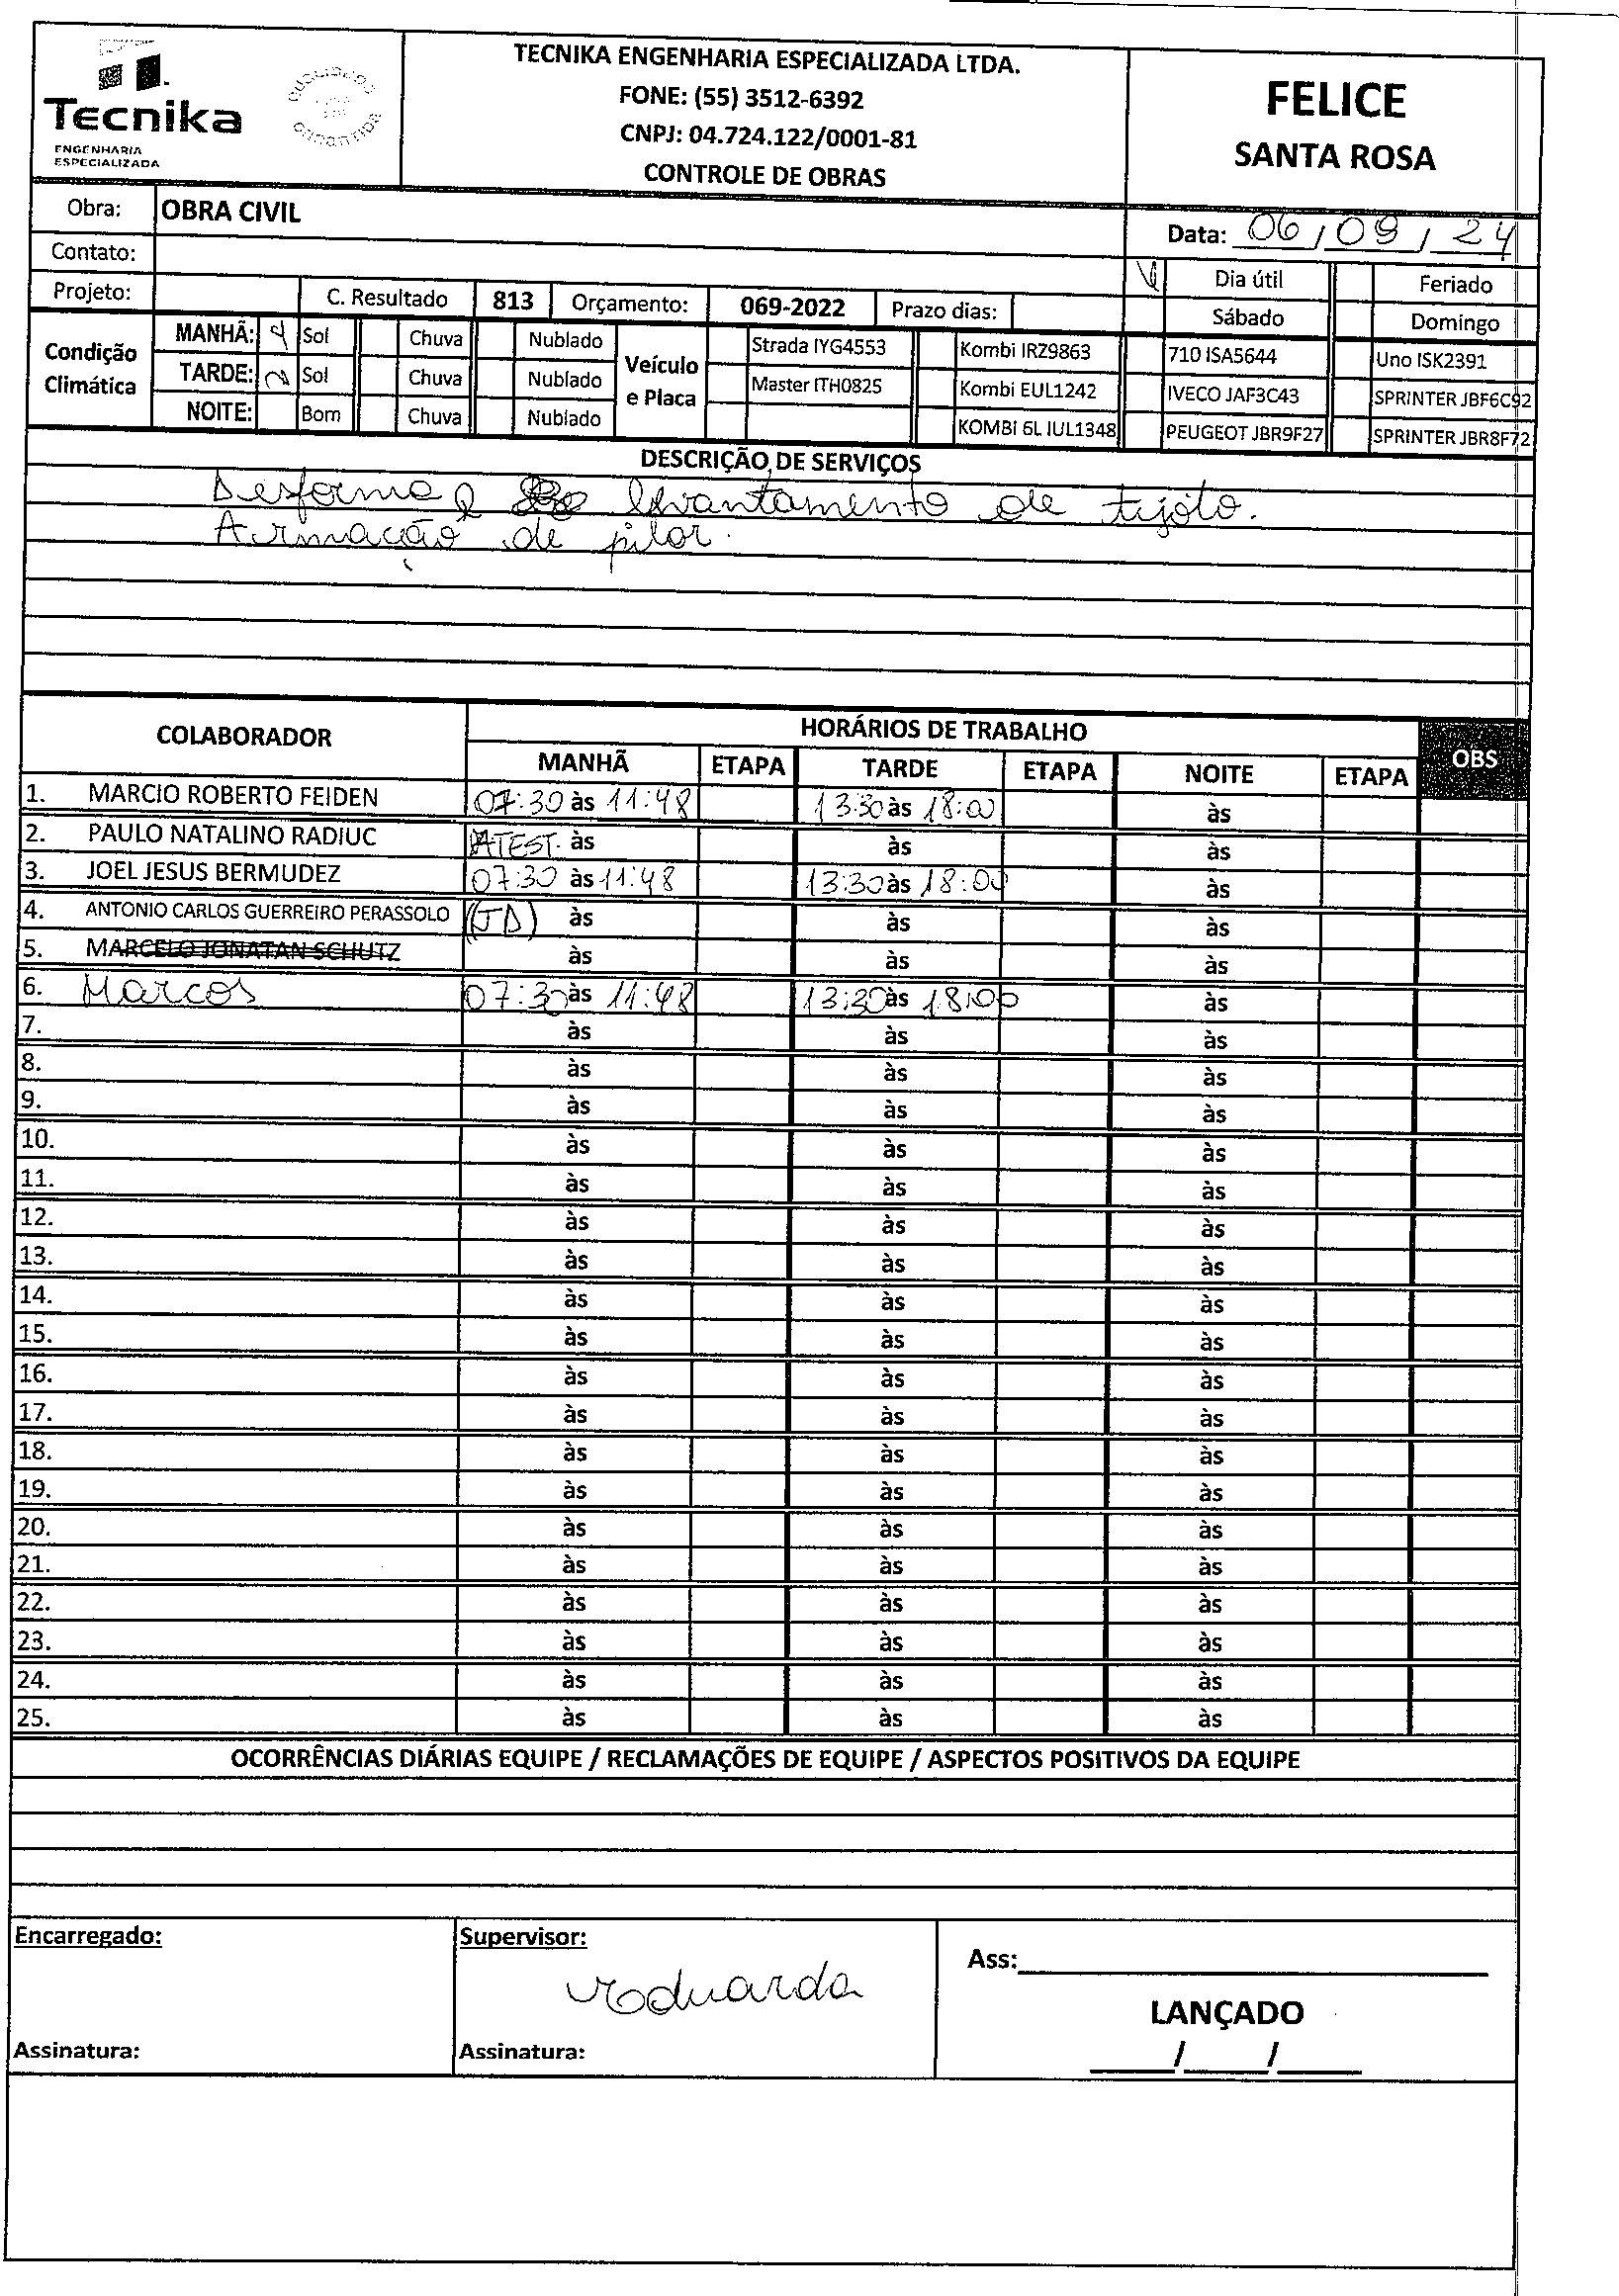 Tecnika
ENGENHARIA
ESPECIALIZADA
TECNIKA ENGENHARIA ESPECIALIZADA LTDA.
FONE: (55) 3512-6392
CNPJ: 04.724.122/0001-81
CONTROLE DE OBRAS
FELICE
SANTA ROSA
Obra: OBRA CIVIL
Data: 06/09/24
Contato:
Dia útil Feriado
Projeto: C. Resultado 813 Orçamento: 069-2022 Prazo dias:
Sábado Domingo
Condição Climática
MANHÃ: Sol Chuva Nublado
TARDE: Sol Chuva Nublado
NOITE: Bom Chuva Nublado
Veículo e Placa
Strada IYG4553 Kombi IRZ9863 710 ISA5644 Uno ISK2391
Master ITH0825 Kombi EUL1242 IVECO JAF3C43 SPRINTER JBF6C92
KOMBI 6L IUL1348 PEUGEOT JBR9F27 SPRINTER JBR8F72
DESCRIÇÃO DE SERVIÇOS
Desforma e levantamento de tijolo.
Armação de pilar.
COLABORADOR HORÁRIOS DE TRABALHO OBS
MANHÃ ETAPA TARDE ETAPA NOITE ETAPA
1. MARCIO ROBERTO FEIDEN 07:30 às 11:48 13:30 às 18:00 às
2. PAULO NATALINO RADIUC ATEST. às às às
3. JOEL JESUS BERMUDEZ 07:30 às 11:48 13:30 às 18:00 às
4. ANTONIO CARLOS GUERREIRO PERASSOLO (JD) às às às
5. MARCELO JONATAN SCHUTZ às às às
6. Marcos 07:30 às 11:48 13:30 às 18:00 às
7. às às às
8. às às às
9. às às às
10. às às às
11. às às às
12. às às às
13. às às às
14. às às às
15. às às às
16. às às às
17. às às às
18. às às às
19. às às às
20. às às às
21. às às às
22. às às às
23. às às às
24. às às às
25. às às às
OCORRÊNCIAS DIÁRIAS EQUIPE / RECLAMAÇÕES DE EQUIPE / ASPECTOS POSITIVOS DA EQUIPE
Encarregado: Supervisor: Ass:
Eduarda
LANÇADO
Assinatura: Assinatura: / /